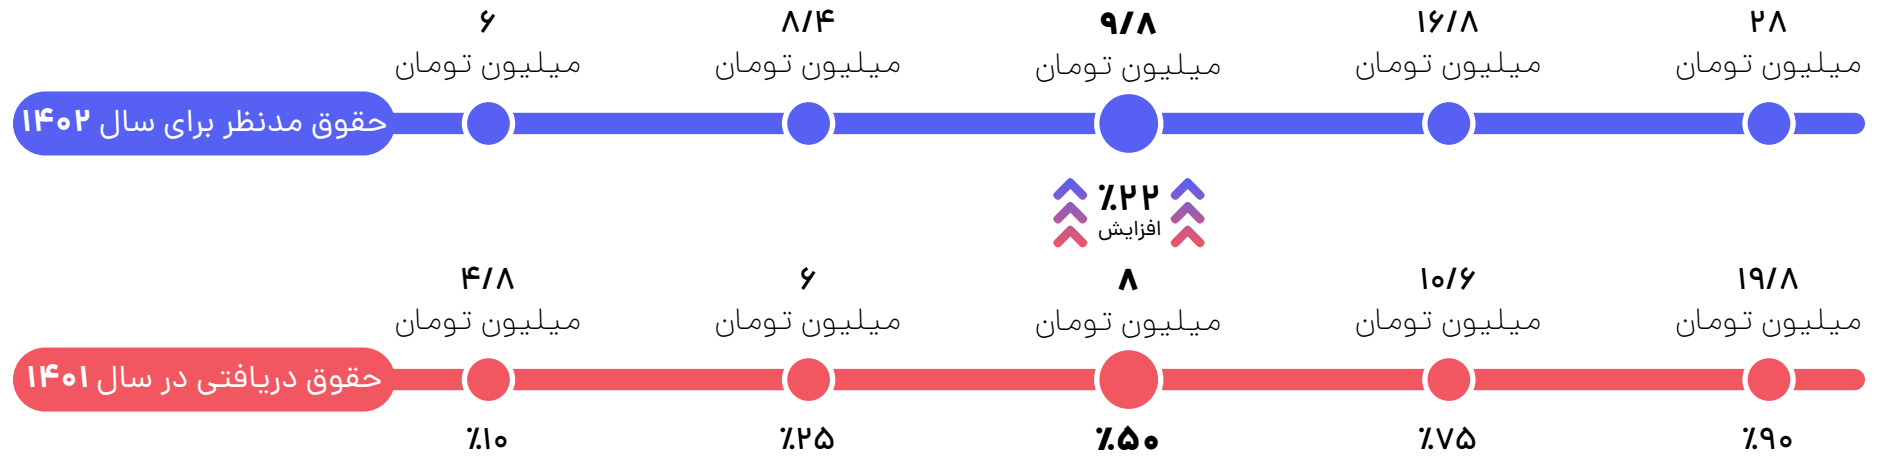 ۶
میلیون تومان
۸/۴
میلیون تومان
۹/۸
میلیون تومان
۱۶/۸
میلیون تومان
۲۸
میلیون تومان
حقوق مدنظر برای سال ۱۴۰۲
٪۲۲
افزایش
۴/۸
میلیون تومان
۶
میلیون تومان
۸
میلیون تومان
۱۰/۶
میلیون تومان
۱۹/۸
میلیون تومان
حقوق دریافتی در سال ۱۴۰۱
٪۱۰
٪۲۵
٪۵۰
٪۷۵
٪۹۰